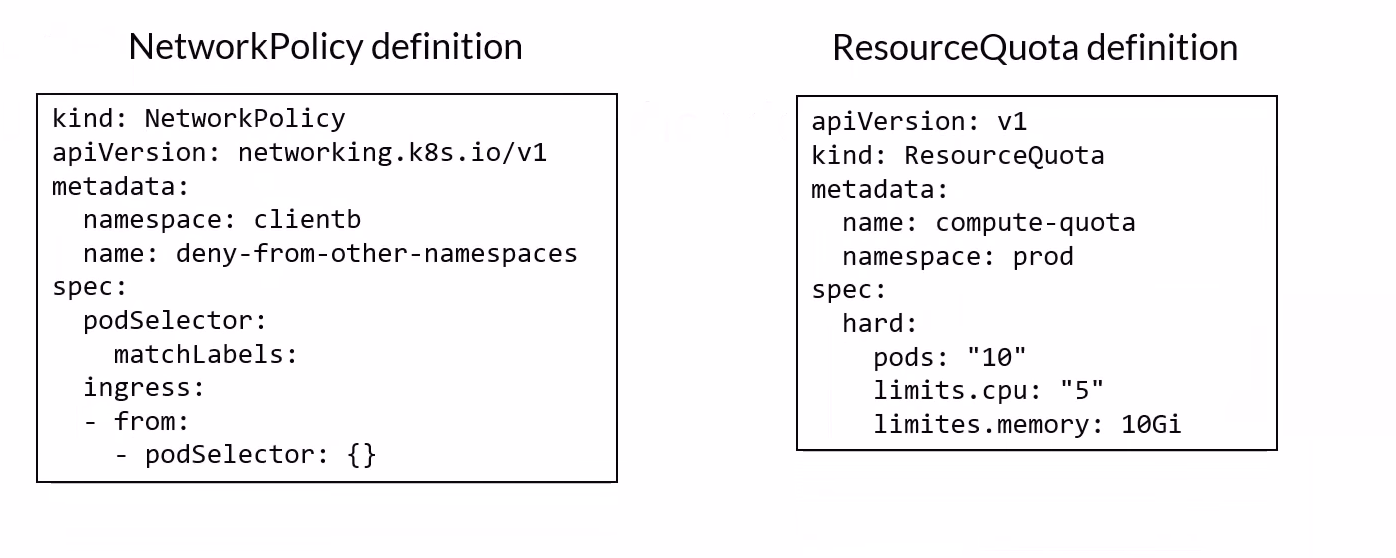 NetworkPolicy definition
kind: NetworkPolicy
apiVersion: networking.k8s.io/v1
metadata:
  namespace: clientb
  name: deny-from-other-namespaces
spec:
  podSelector:
    matchLabels:
  ingress:
  - from:
    - podSelector: {}
ResourceQuota definition
apiVersion: v1
kind: ResourceQuota
metadata:
  name: compute-quota
  namespace: prod
spec:
  hard:
    pods: "10"
    limits.cpu: "5"
    limites.memory: 10Gi